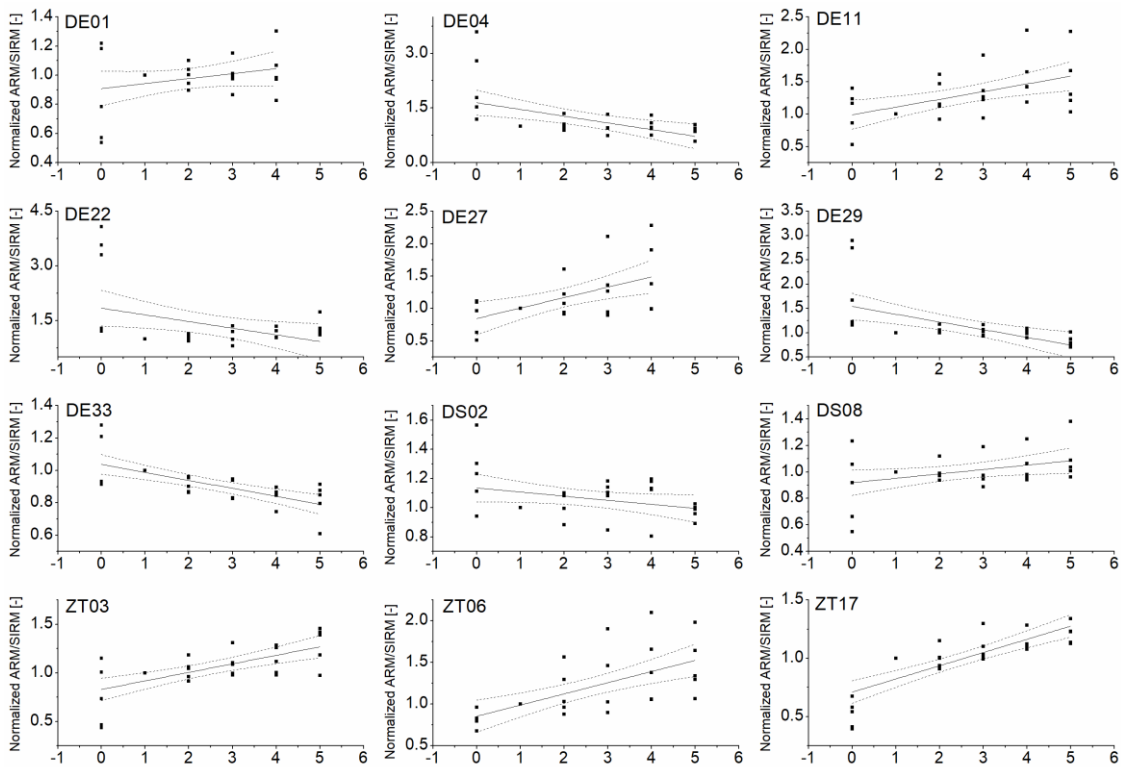 DE01
Normalized ARM/SIRM [-]
1.4
1.2
1.0
0.8
0.6
0.4
-1 0 1 2 3 4 5 6
DE04
Normalized ARM/SIRM [-]
3.0
1.5
0.0
-1 0 1 2 3 4 5 6
DE11
Normalized ARM/SIRM [-]
2.5
2.0
1.5
1.0
0.5
-1 0 1 2 3 4 5 6
DE22
Normalized ARM/SIRM [-]
4.5
3.0
1.5
-1 0 1 2 3 4 5 6
DE27
Normalized ARM/SIRM [-]
2.5
2.0
1.5
1.0
0.5
-1 0 1 2 3 4 5 6
DE29
Normalized ARM/SIRM [-]
3.5
3.0
2.5
2.0
1.5
1.0
0.5
-1 0 1 2 3 4 5 6
DE33
Normalized ARM/SIRM [-]
1.4
1.2
1.0
0.8
0.6
-1 0 1 2 3 4 5 6
DS02
Normalized ARM/SIRM [-]
1.6
1.4
1.2
1.0
0.8
-1 0 1 2 3 4 5 6
DS08
Normalized ARM/SIRM [-]
1.4
1.2
1.0
0.8
0.6
0.4
-1 0 1 2 3 4 5 6
ZT03
Normalized ARM/SIRM [-]
1.5
1.0
0.5
-1 0 1 2 3 4 5 6
ZT06
Normalized ARM/SIRM [-]
2.0
1.5
1.0
0.5
-1 0 1 2 3 4 5 6
ZT17
Normalized ARM/SIRM [-]
1.5
1.0
0.5
-1 0 1 2 3 4 5 6